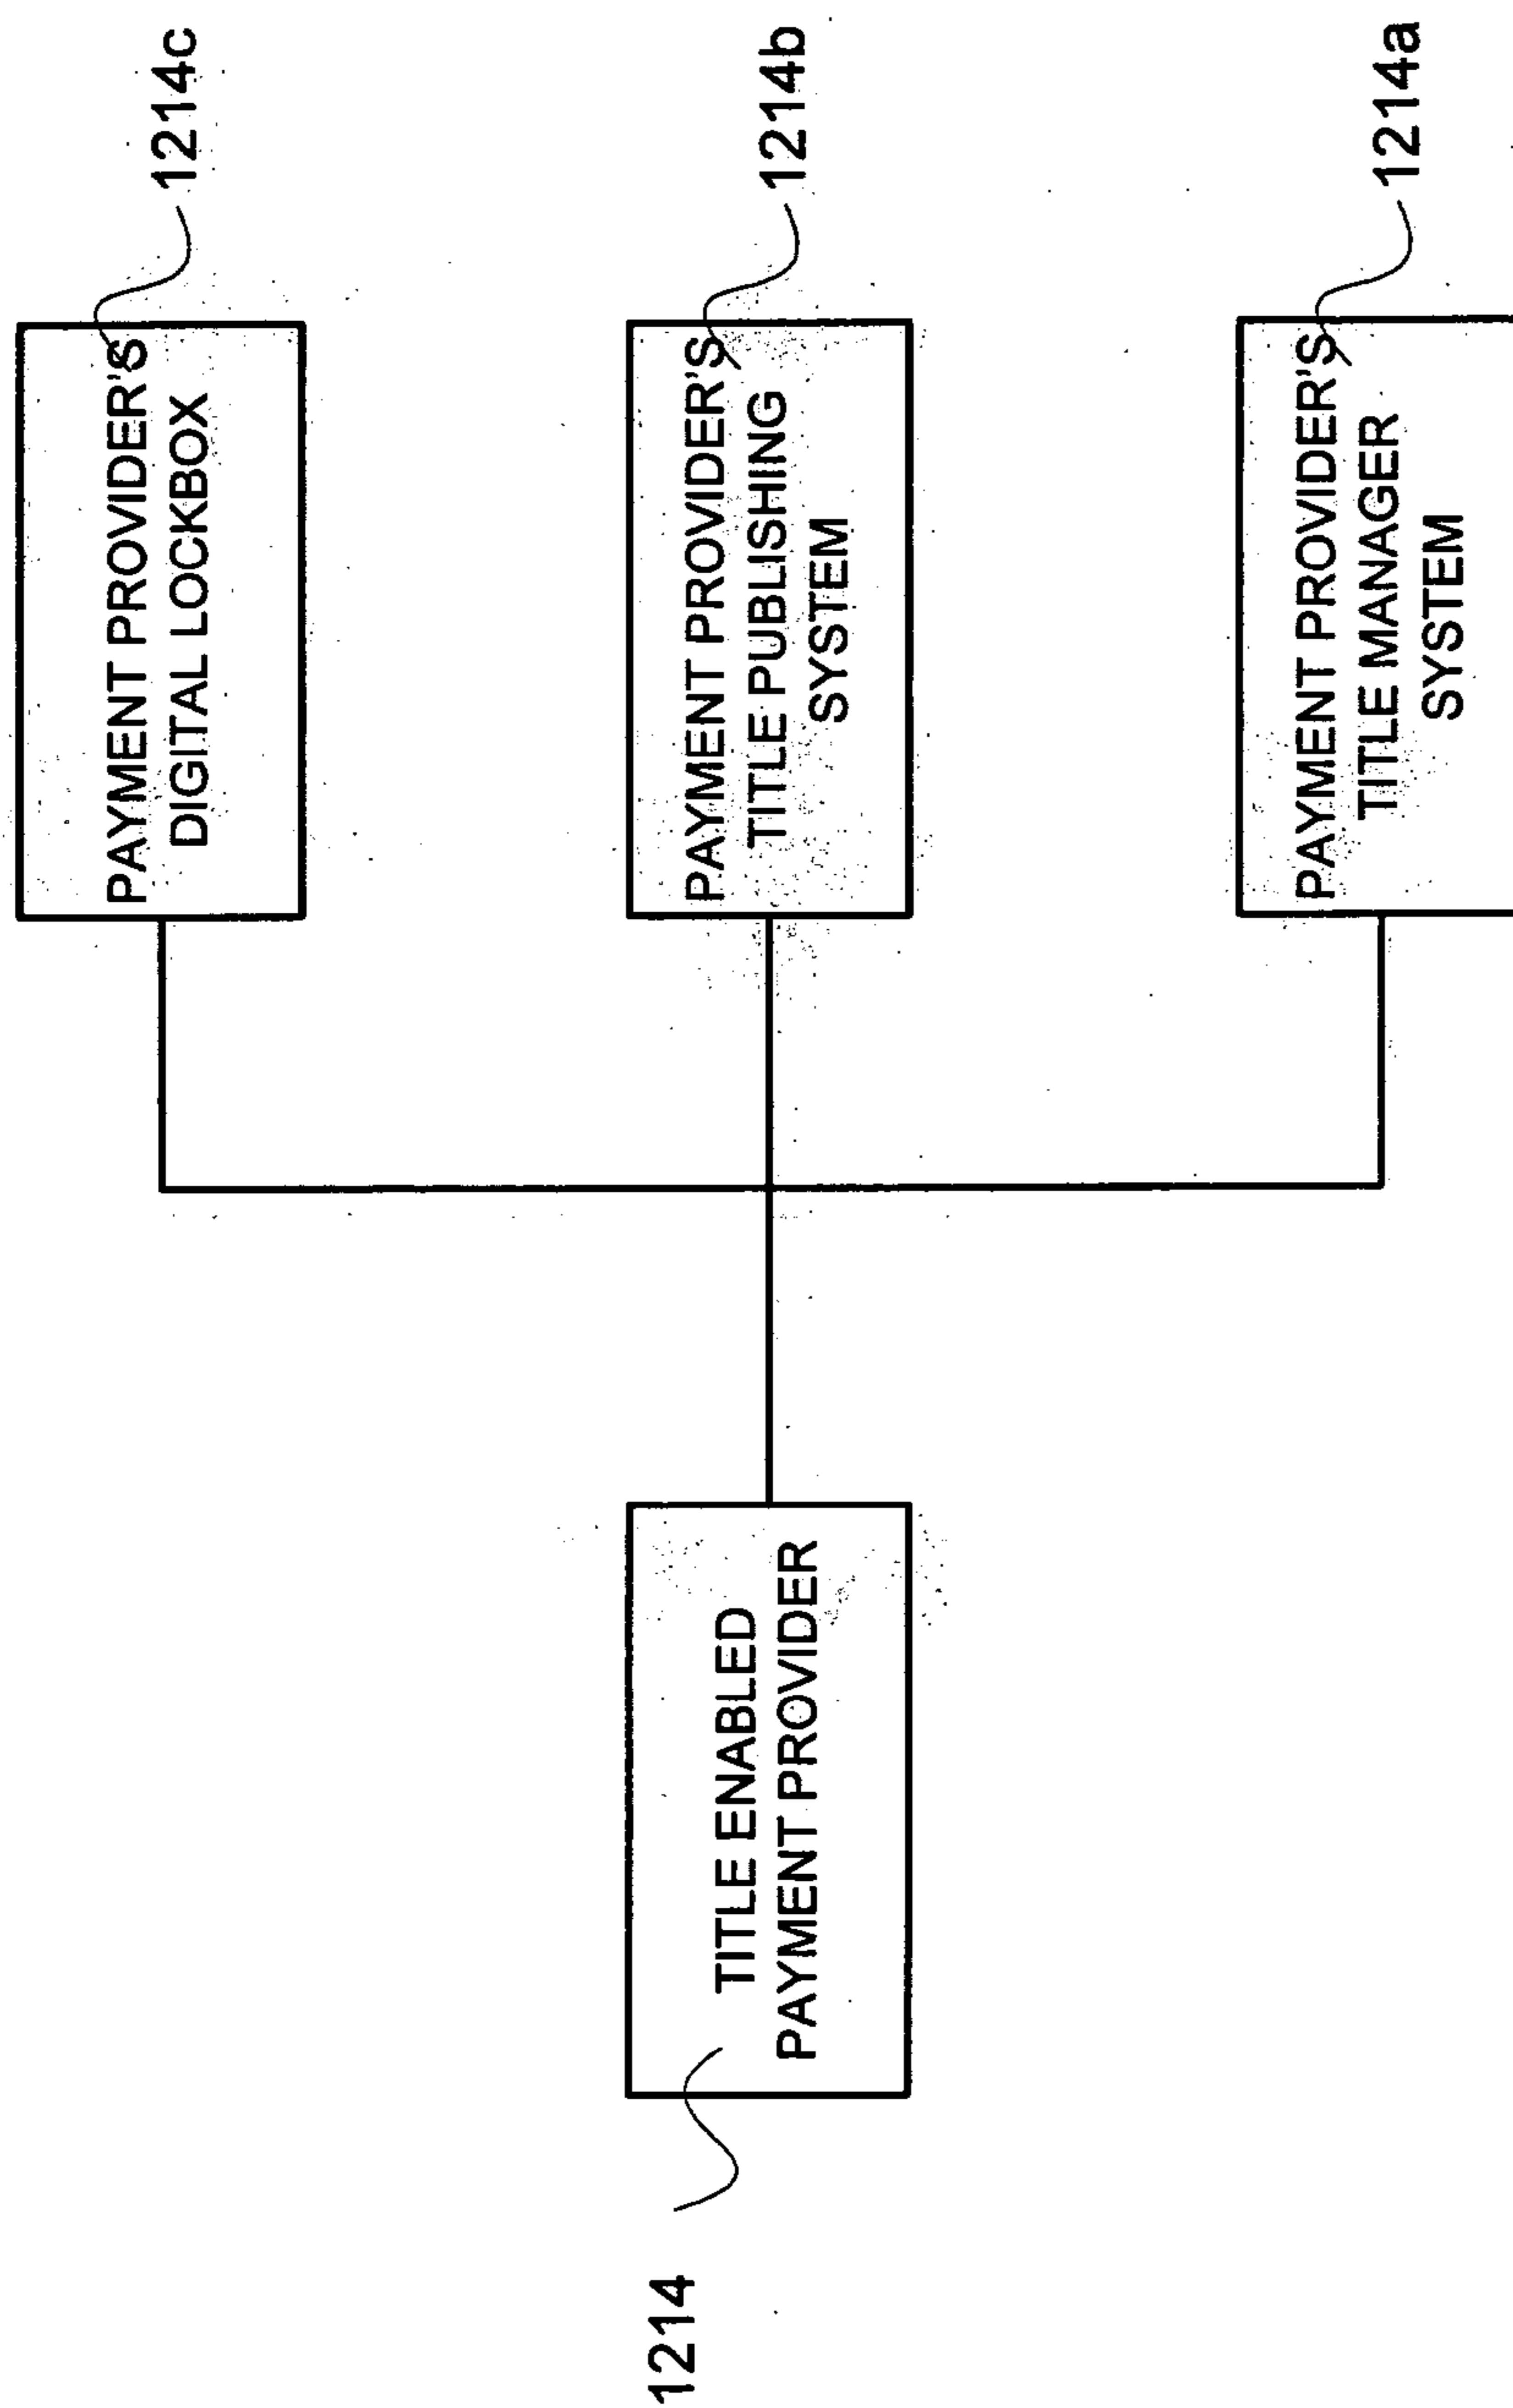 1214
TITLE ENABLED
PAYMENT PROVIDER
PAYMENT PROVIDER'S
DIGITAL LOCKBOX
1214c
PAYMENT PROVIDER'S
TITLE PUBLISHING
SYSTEM
1214b
PAYMENT PROVIDER'S
TITLE MANAGER
SYSTEM
1214a